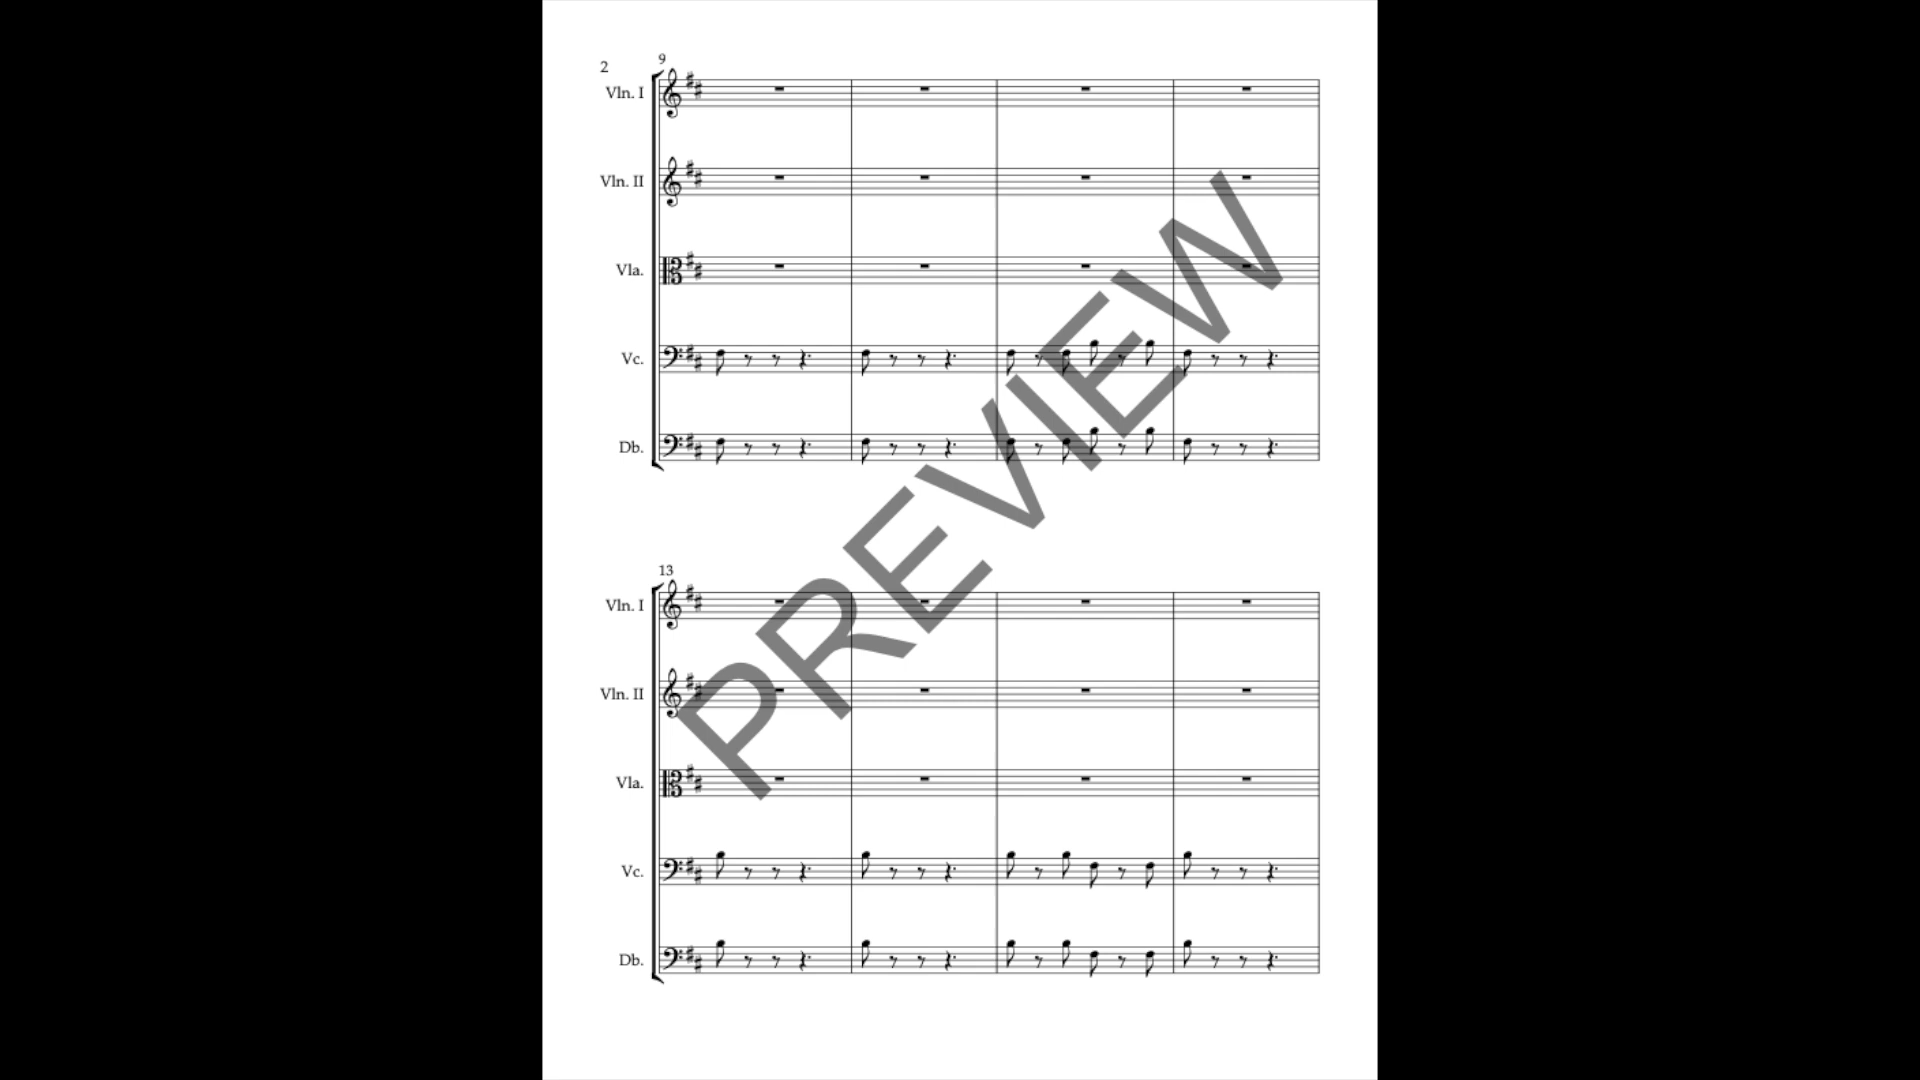 2
9
Vln. I
Vln. II
Vla.
Vc.
Db.
PREVIEW
13
Vln. I
Vln. II
Vla.
Vc.
Db.